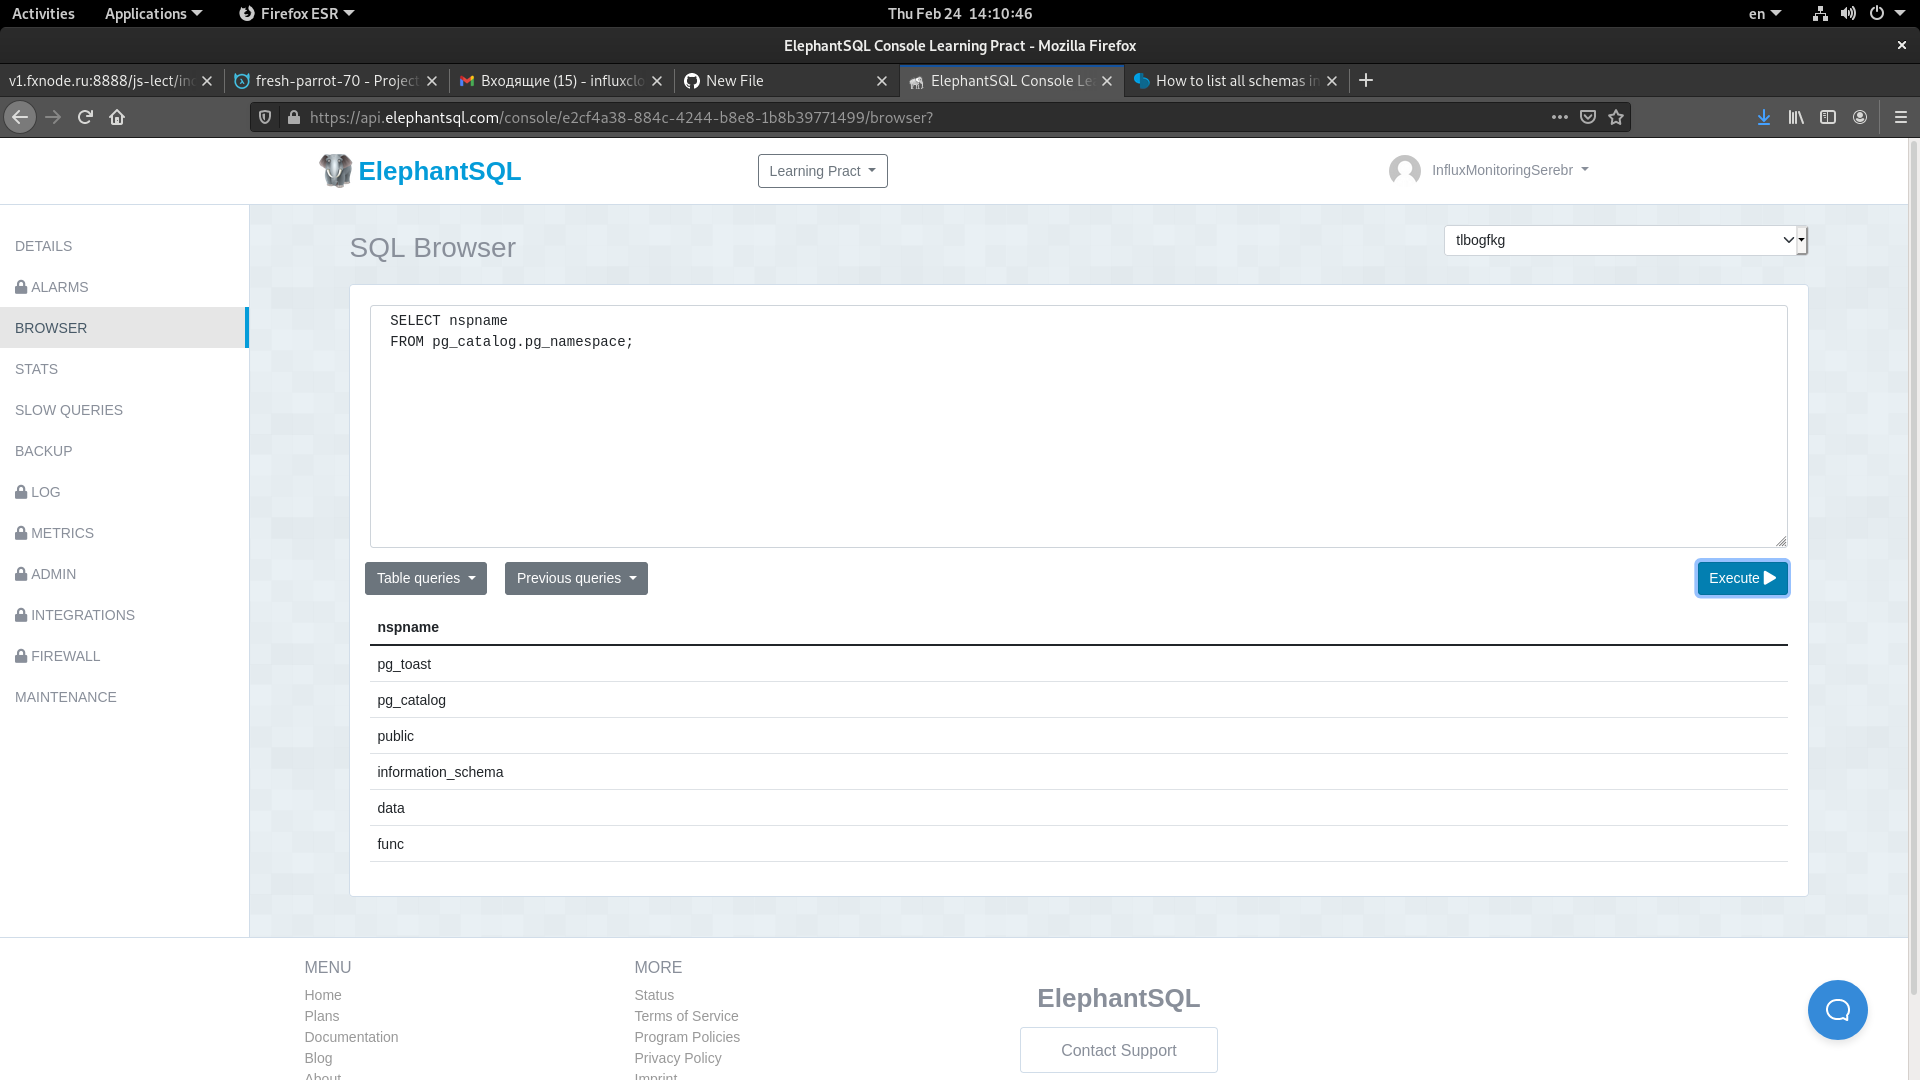 Activities
Applications
Firefox ESR
Thu Feb 24 14:10:46
en
ElephantSQL Console Learning Pract - Mozilla Firefox
v1.fxnode.ru:8888/js-lect/in
fresh-parrot-70 - Project
Входящие (15) - influxclo
New File
ElephantSQL Console Le
How to list all schemas in
https://api.elephantsql.com/console/e2cf4a38-884c-4244-b8e8-1b8b39771499/browser?
ElephantSQL
Learning Pract
InfluxMonitoringSerebr
DETAILS
ALARMS
BROWSER
STATS
SLOW QUERIES
BACKUP
LOG
METRICS
ADMIN
INTEGRATIONS
FIREWALL
MAINTENANCE
SQL Browser
tlbogfkg
SELECT nspname
FROM pg_catalog.pg_namespace;
Table queries
Previous queries
Execute
nspname
pg_toast
pg_catalog
public
information_schema
data
func
MENU
Home
Plans
Documentation
Blog
About
MORE
Status
Terms of Service
Program Policies
Privacy Policy
Imprint
ElephantSQL
Contact Support